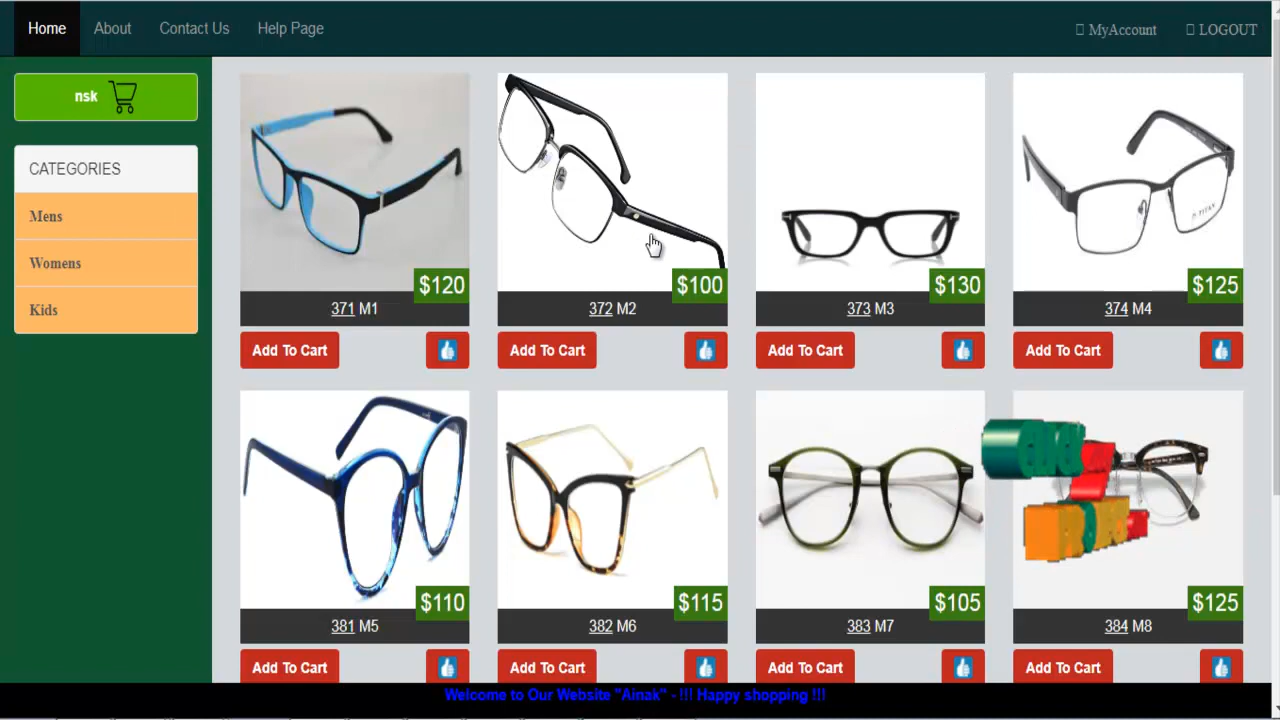 Home About Contact Us Help Page MyAccount LOGOUT
nsk
CATEGORIES
Mens
Womens
Kids
$120 $100 $130 $125
371 M1 372 M2 373 M3 374 M4
Add To Cart Add To Cart Add To Cart Add To Cart
$110 $115 $105 $125
381 M5 382 M6 383 M7 384 M8
Add To Cart Add To Cart Add To Cart Add To Cart
Welcome to Our Website "Ainak" - !!! Happy shopping !!!